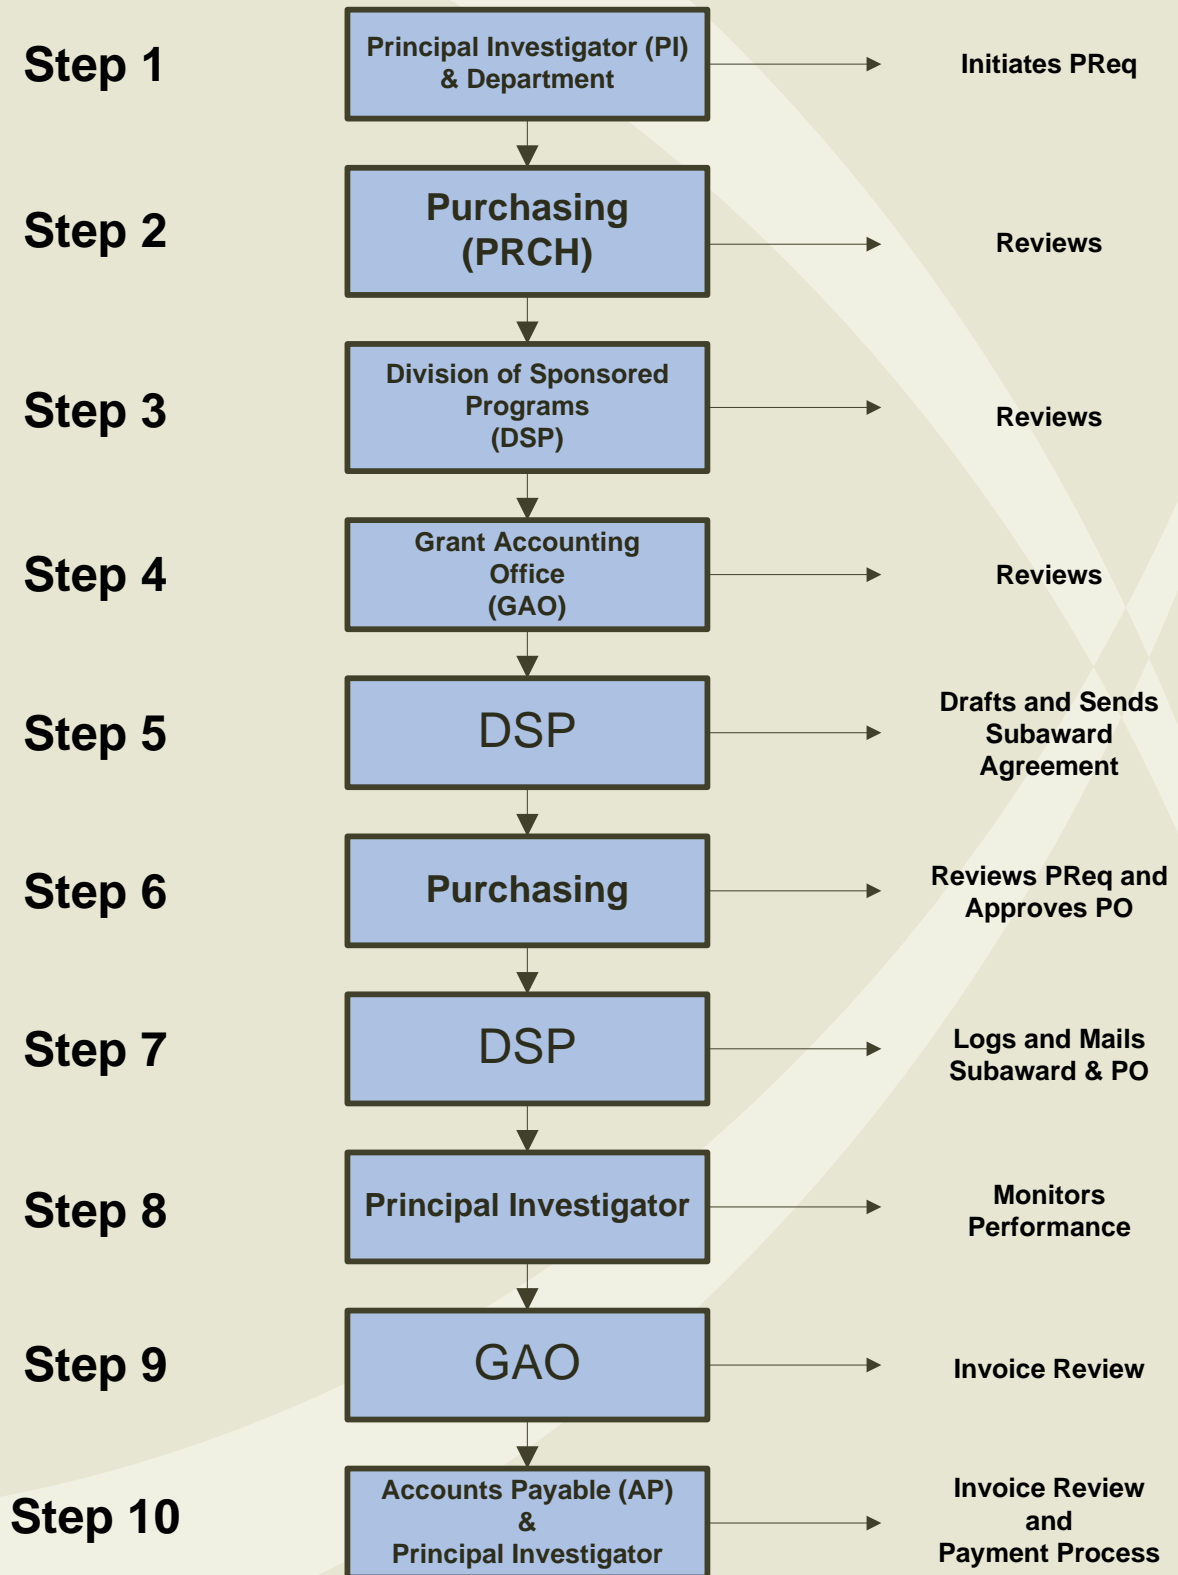 Step 1
Principal Investigator (PI)
& Department
Initiates PReq
Step 2
Purchasing
(PRCH)
Reviews
Step 3
Division of Sponsored
Programs
(DSP)
Reviews
Step 4
Grant Accounting
Office
(GAO)
Reviews
Step 5
DSP
Drafts and Sends
Subaward
Agreement
Step 6
Purchasing
Reviews PReq and
Approves PO
Step 7
DSP
Logs and Mails
Subaward & PO
Step 8
Principal Investigator
Monitors
Performance
Step 9
GAO
Invoice Review
Step 10
Accounts Payable (AP)
&
Principal Investigator
Invoice Review
and
Payment Process